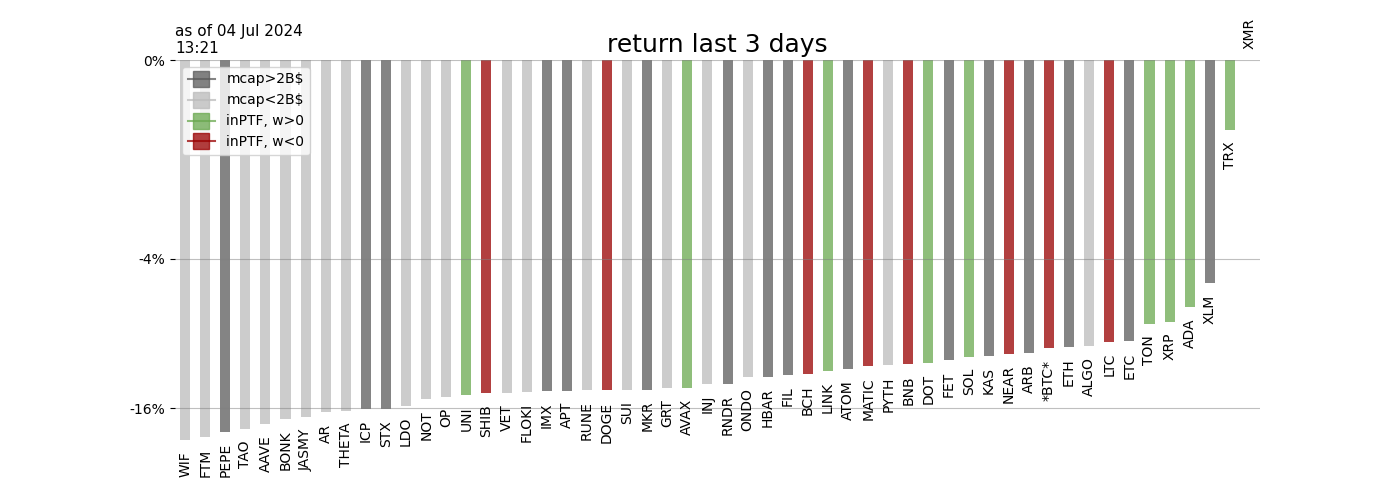 as of 04 Jul 2024
13:21
return last 3 days
XMR
0%
-4%
-16%
mcap>2B$
mcap<2B$
inPTF, w>0
inPTF, w<0
WIF
FTM
PEPE
TAO
AAVE
BONK
JASMY
AR
THETA
ICP
STX
LDO
NOT
OP
UNI
SHIB
VET
FLOKI
IMX
APT
RUNE
DOGE
SUI
MKR
GRT
AVAX
INJ
RNDR
ONDO
HBAR
FIL
BCH
LINK
ATOM
MATIC
PYTH
BNB
DOT
FET
SOL
KAS
NEAR
ARB
*BTC*
ETH
ALGO
LTC
ETC
TON
XRP
ADA
XLM
TRX